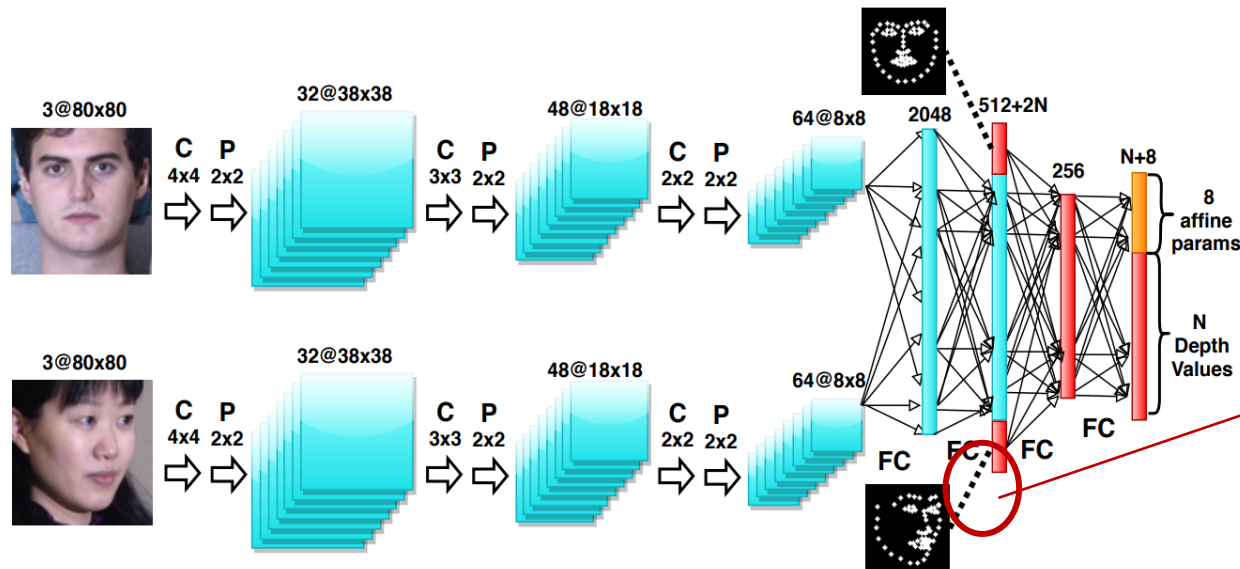 3@80x80
C
4x4
P
2x2
32@38x38
C
3x3
P
2x2
48@18x18
C
2x2
P
2x2
64@8x8
2048
512+2N
256
N+8
8
affine
params
N
Depth
Values
3@80x80
C
4x4
P
2x2
32@38x38
C
3x3
P
2x2
48@18x18
C
2x2
P
2x2
64@8x8
FC
FC
FC
FC